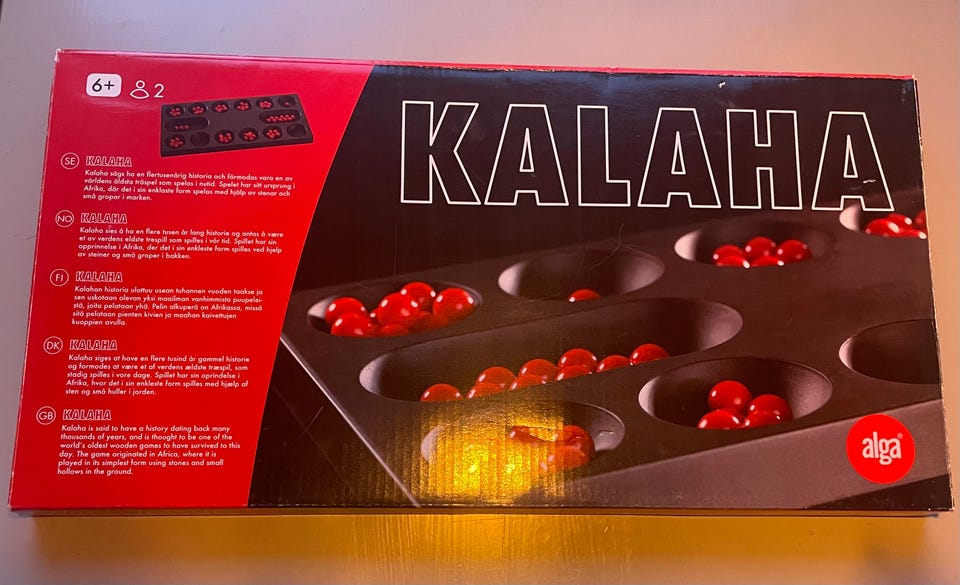 6+ 2
KALAHA
SE KALAHA
Kalaha sägs ha en flertusenårig historia och förmodas vara en av
världens äldsta träspel som spelas i nutid. Spelet har sitt ursprung i
Afrika, där det i sin enklaste form spelas med hjälp av stenar och
små gropar i marken.
NO KALAHA
Kalaha sies å ha en flere tusen år lang historie og antas å være
et av verdens eldste trespill som spilles i vår tid. Spillet har sin
opprinnelse i Afrika, der det i sin enkleste form spilles ved hjelp
av steiner og små groper i bakken.
FI KALAHA
Kalahan historia ulottuu usean tuhannen vuoden taakse ja
sen uskotaan olevan yksi maailman vanhimmista puupelei-
stä, joita pelataan yhä. Pelin alkuperä on Afrikassa, missä
sitä pelataan pienten kivien ja maahan kaivettujen
kuoppien avulla.
DK KALAHA
Kalaha siges at have en flere tusind år gammel historie
og formodes at være et af verdens ældste træspil, som
stadig spilles i vore dage. Spillet har sin oprindelse i
Afrika, hvor det i sin enkleste form spilles med hjælp af
sten og små huller i jorden.
GB KALAHA
Kalaha is said to have a history dating back many
thousands of years, and is thought to be one of the
world's oldest wooden games to have survived to this
day. The game originated in Africa, where it is
played in its simplest form using stones and small
hollows in the ground.
alga®